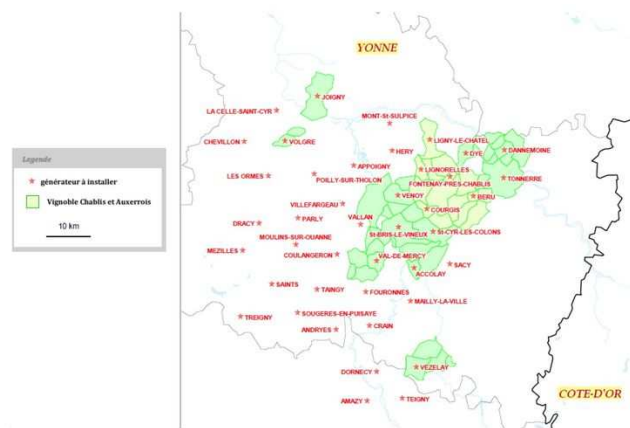 YONNE
JOIGNY
LA CELLE-SAINT-CYR
MONT-St-SULPICE
CHEVILLON
VOLGRE
LIGNY-LE-CHATEL
HERY
DYE
DANNEMOINE
APPOIGNY
LIGNORELLES
LES ORMES
POILLY-SUR-THOLON
TONNERRE
FONTENAY-PRES-CHABLIS
VENOY
BERU
VILLEFARGEAU
COURGIS
DRACY
PARLY
VALLAN
St-BRIS-LE-VINEUX
St-CYR-LES-COLONS
MOULINS-SUR-OUANNE
MEZILLES
COULANGERON
VAL-DE-MERCY
SACY
ACCOLAY
SAINTS
TAINGY
FOURONNES
MAILLY-LA-VILLE
TREIGNY
SOUGERES-EN-PUISAYE
ANDRYES
CRAIN
VEZELAY
DORNECY
COTE-D'OR
AMAZY
TEIGNY
Legende
générateur à installer
Vignoble Chablis et Auxerrois
10 km